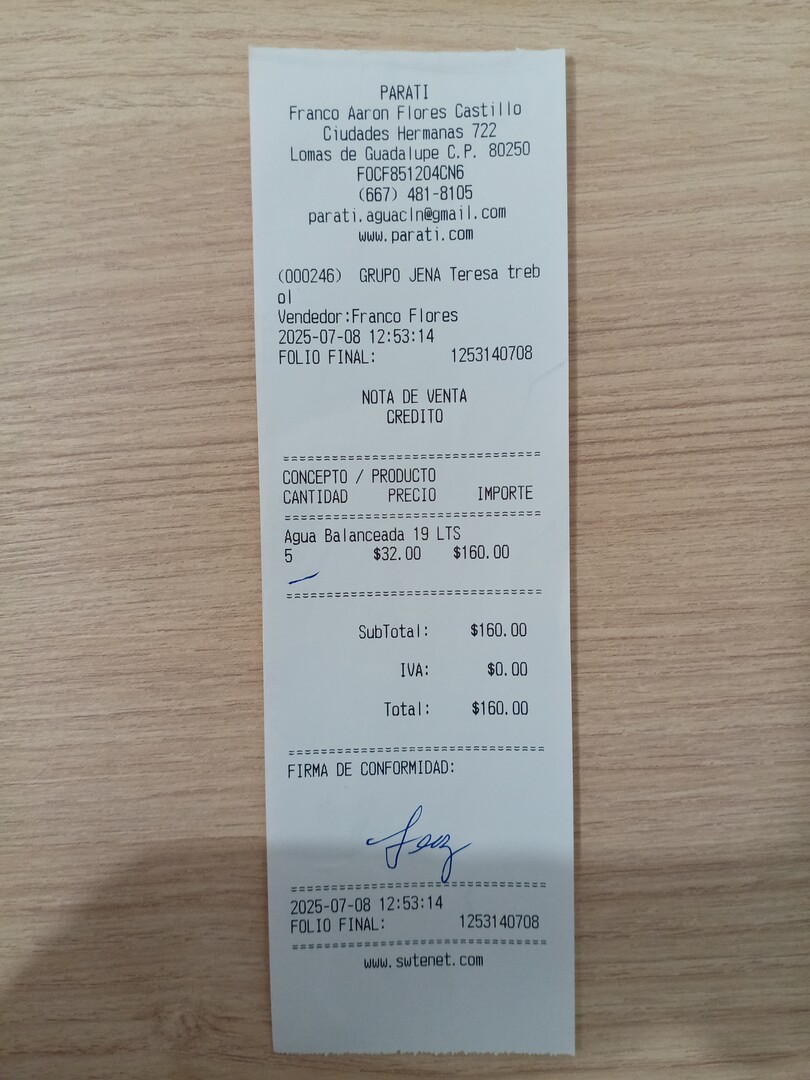 PARATI
Franco Aaron Flores Castillo
Ciudades Hermanas 722
Lomas de Guadalupe C.P. 80250
FOCF851204CN6
(667) 481-8105
parati.aguacln@gmail.com
www.parati.com
(000246) GRUPO JENA Teresa treb
ol
Vendedor:Franco Flores
2025-07-08 12:53:14
FOLIO FINAL: 1253140708
NOTA DE VENTA
CREDITO
==============================
CONCEPTO / PRODUCTO
CANTIDAD PRECIO IMPORTE
==============================
Agua Balanceada 19 LTS
5 $32.00 $160.00
==============================
SubTotal: $160.00
IVA: $0.00
Total: $160.00
==============================
FIRMA DE CONFORMIDAD:
==============================
2025-07-08 12:53:14
FOLIO FINAL: 1253140708
==============================
www.swtenet.com